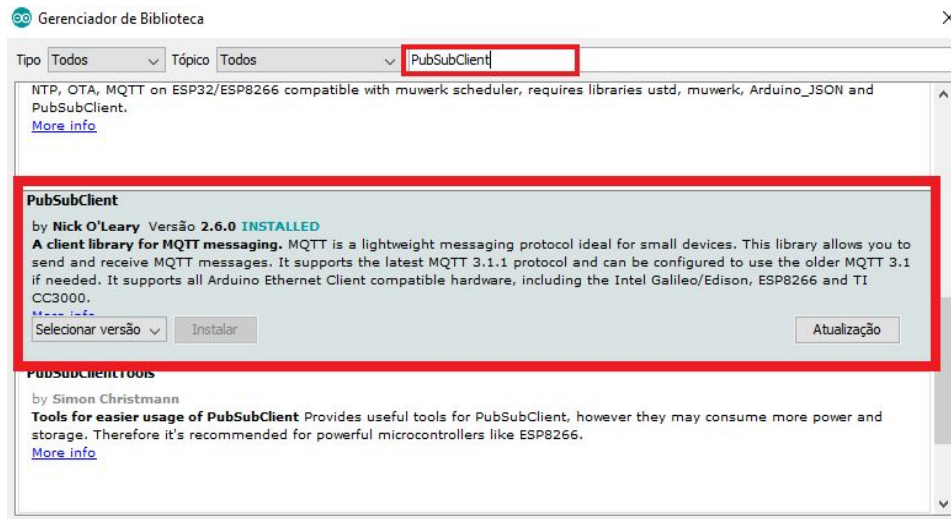 Gerenciador de Biblioteca
Tipo Todos Tópico Todos PubSubClient
NTP, OTA, MQTT on ESP32/ESP8266 compatible with muwerk scheduler, requires libraries ustd, muwerk, Arduino_JSON and
PubSubClient.
More info
PubSubClient
by Nick O'Leary Versão 2.6.0 INSTALLED
A client library for MQTT messaging. MQTT is a lightweight messaging protocol ideal for small devices. This library allows you to
send and receive MQTT messages. It supports the latest MQTT 3.1.1 protocol and can be configured to use the older MQTT 3.1
if needed. It supports all Arduino Ethernet Client compatible hardware, including the Intel Galileo/Edison, ESP8266 and TI
CC3000.
More info
Selecionar versão Instalar Atualização
PubSubClientTools
by Simon Christmann
Tools for easier usage of PubSubClient Provides useful tools for PubSubClient, however they may consume more power and
storage. Therefore it's recommended for powerful microcontrollers like ESP8266.
More info